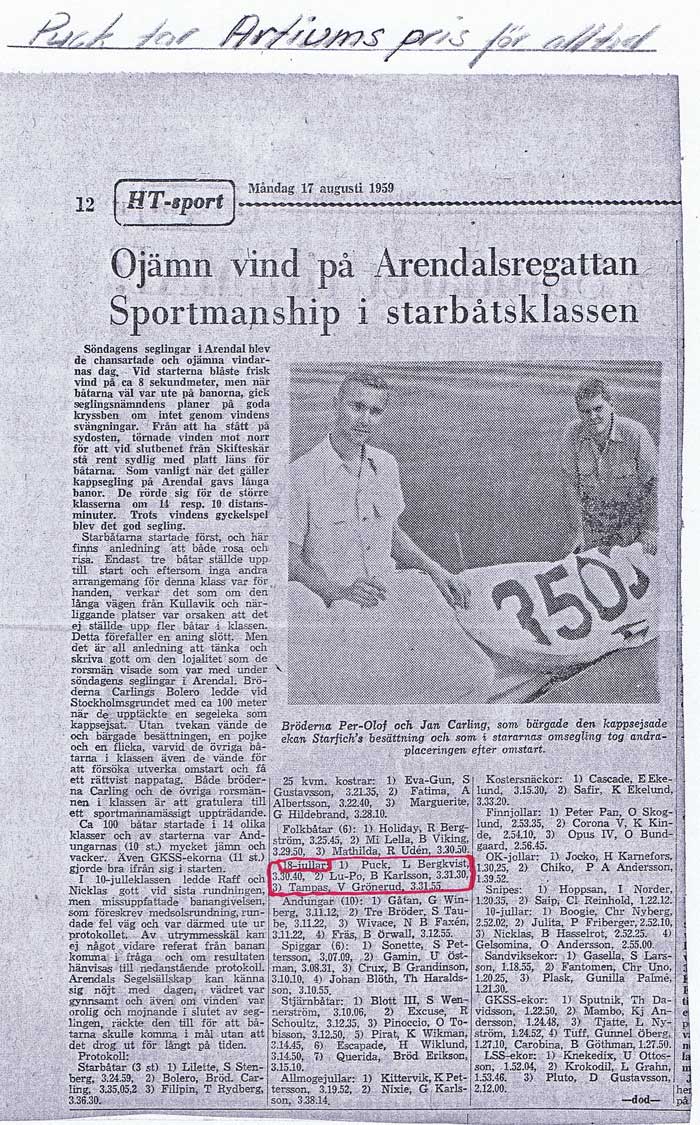 Puck tar Artiums pris för alltid
12
HT-sport
Måndag 17 augusti 1959
Ojämn vind på Arendalsregattan
Sportmanship i starbåtsklassen
Söndagens seglingar i Arendal blev
de chansartade och ojämna vindar-
nas dag. Vid starterna blåste frisk
vind på ca 8 sekundmeter, men när
båtarna väl var ute på banorna, gick
seglingsnämndens planer på goda
kryssben om intet genom vindens
svängningar. Från att ha stått på
sydosten, törnade vinden mot norr
för att vid slutbenet från Skifteskär
stå rent sydlig med platt läns för
båtarna. Som vanligt när det gäller
kappsegling på Arendal gavs långa
banor. De rörde sig för de större
klasserna om 14 resp. 10 distans-
minuter. Trots vindens gyckelspel
blev det god segling.
Starbåtarna startade först, och här
finns anledning att både rosa och
risa. Endast tre båtar ställde upp
till start och eftersom inga andra
arrangemang för denna klass var för
handen, verkar det som om den
långa vägen från Kullavik och när-
liggande platser var orsaken att det
ej ställde upp fler båtar i klassen.
Detta förefaller en aning slött. Men
det är all anledning att tänka och
skriva gott om den lojalitet som de
rorsmän visade som var med under
söndagens seglingar i Arendal. Brö-
derna Carlings Bolero ledde vid
Stockholmsgrundet med ca 100 meter
när de upptäckte en segeleka som
kappsejsat. Utan tvekan vände de
och bärgade besättningen, en pojke
och en flicka, varvid de övriga bå-
tarna i klassen även de vände för
att försöka utverka omstart och få
ett rättvist nappatag. Både bröder-
na Carling och de övriga rorsmän-
nen i klassen är att gratulera till
ett sportmannamässigt uppträdande.
Ca 100 båtar startade i 14 olika
klasser och av starterna var And-
ungarnas (10 st.) mycket jämn och
vacker. Även GKSS-ekorna (11 st.)
gjorde bra ifrån sig i starten.
I 10-julleklassen ledde Raff och
Nicklas gott vid sista rundningen,
men missuppfattade banangivelsen,
som föreskrev medsolsrundning, run-
dade fel väg och var därmed ute ur
protokollet. Av utrymmesskäl kan
ej något vidare referat från banan
komma i fråga och om resultaten
hänvisas till nedanstående protokoll.
Arendals Segelsällskap kan känna
sig nöjt med dagen, vädret var
gynnsamt och även om vinden var
orolig och mojnande i slutet av seg-
lingen, räckte den till för att bå-
tarna skulle komma i mål utan att
det drog ut för långt på tiden.
Protokoll:
Starbåtar (3 st) 1) Lilette, S Sten-
berg, 3.24.59, 2) Bolero, Bröd. Car-
ling, 3.35,05,2 3) Filipin, T Rydberg,
3.36.30.
3503
Bröderna Per-Olof och Jan Carling, som bärgade den kappsejsade
ekan Starfich's besättning och som i stararnas omsegling tog andra-
placeringen efter omstart.
25 kvm. kostrar: 1) Eva-Gun, S
Gustavsson, 3.21.35, 2) Fatima, A
Albertsson, 3.22.40, 3) Marguerite,
G Hildebrand, 3.28.10.
Folkbåtar (6): 1) Holiday, R Berg-
ström, 3.25.45, 2) Mi Lella, B Viking,
3.29.50, 3) Mathilda, R Udén, 3.30.50.
18-jullar: 1) Puck, L Bergkvist,
3.30.40, 2) Lu-Po, B Karlsson, 3.31.30,
3) Tampas, V Grönerud, 3.31.55.
Andungar (10): 1) Gåtan, G Win-
berg, 3.11.12, 2) Tre Bröder, S Tau-
be, 3.11.22, 3) Wivace, N B Faxén,
3.11.22, 4) Fräs, B Örwall, 3.12.55.
Spiggar (6): 1) Sonette, S Pet-
tersson, 3,07.09, 2) Gamin, U Öst-
man, 3.08.31, 3) Crux, B Grandinson,
3.10.10, 4) Johan Blöth, Th Haralds-
son, 3.10.55.
Stjärnbåtar: 1) Blott III, S Wen-
nerström, 3.10.06, 2) Excuse, R
Schoultz, 3.12.35, 3) Pinoccio, O To-
bisson, 3.12.50, 5) Pirat, K Wikman,
3.14.45, 6) Escapade, H Wiklund,
3.14.50, 7) Querida, Bröd Erikson,
3.15.10.
Allmogejullar: 1) Kittervik, K Pet-
tersson, 3.19.52, 2) Nixie, G Karls-
son, 3.38.14.
Kostersnäckor: 1) Cascade, E Eke-
lund, 3.15.30, 2) Safir, K Ekelund,
3.33.20.
Finnjollar: 1) Peter Pan, O Skog-
lund, 2.53.35, 2) Corona V, K Kin-
de, 2.54.10, 3) Opus IV, O Bund-
gaard, 2.56.45.
OK-jollar: 1) Jocko, H Karnefors,
1.30,25, 2) Chiko, P A Andersson,
1.39.52.
Snipes: 1) Hoppsan, I Norder,
1.20.35, 2) Saip, Cl Reinhold, 1.22.12.
10-jullar: 1) Boogie, Chr Nyberg,
2.52.02, 2) Julita, P Friberger, 2.52.10,
3) Necklas, B Hasselrot, 2.52.25. 4)
Gelsomina, O Andersson, 2.55.00.
Sandviksekor: 1) Gasella, S Lars-
son, 1.18.55, 2) Fantomen, Chr Uno,
1.20.25, 3) Plask, Gunilla Palmé,
1.21.30.
GKSS-ekor: 1) Sputnik, Th Da-
vidsson, 1.22.50, 2) Mambo, Kj An-
dersson, 1.24.48, 3) Tjatte, L Ny-
ström, 1.24.52, 4) Tuff, Gunnel Öberg,
1.27.10, Carobina, B Göthman, 1.27.50.
LSS-ekor: 1) Knekedix, U Ottos-
son, 1.52.04, 2) Krokodil, L Grahn,
1.53.46. 3) Pluto, D Gustavsson,
2.12.00.
—dod—